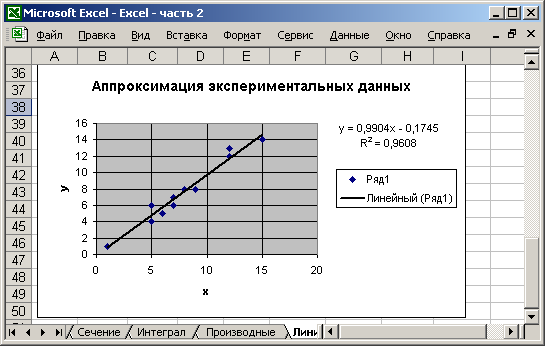 Microsoft Excel - Excel - часть 2
Файл Правка Вид Вставка Формат Сервис Данные Окно Справка
A B C D E F G H I
36
37
38
39
40
41
42
43
44
45
46
47
48
49
50
Аппроксимация экспериментальных данных
y = 0,9904x - 0,1745
R² = 0,9608
16
14
12
10
8
6
4
2
0
y
0 5 10 15 20
x
Ряд1
Линейный (Ряд1)
Сечение Интеграл Производные Лини